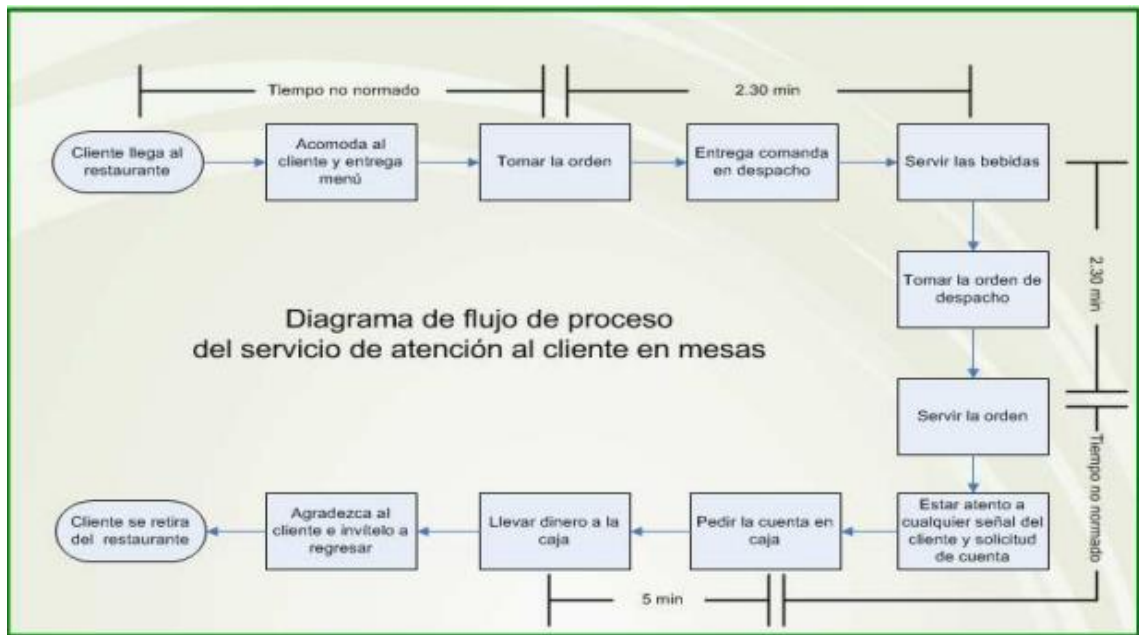 Tiempo no normado
2.30 min
Cliente llega al
restaurante
Acomoda al
cliente y entrega
menú
Tomar la orden
Entrega comanda
en despacho
Servir las bebidas
2.30 min
Tomar la orden de
despacho
Diagrama de flujo de proceso
del servicio de atención al cliente en mesas
Servir la orden
Tiempo no normado
Estar atento a
cualquier señal del
cliente y solicitud
de cuenta
Pedir la cuenta en
caja
Llevar dinero a la
caja
Agradezca al
cliente e invítelo a
regresar
Cliente se retira
del restaurante
5 min